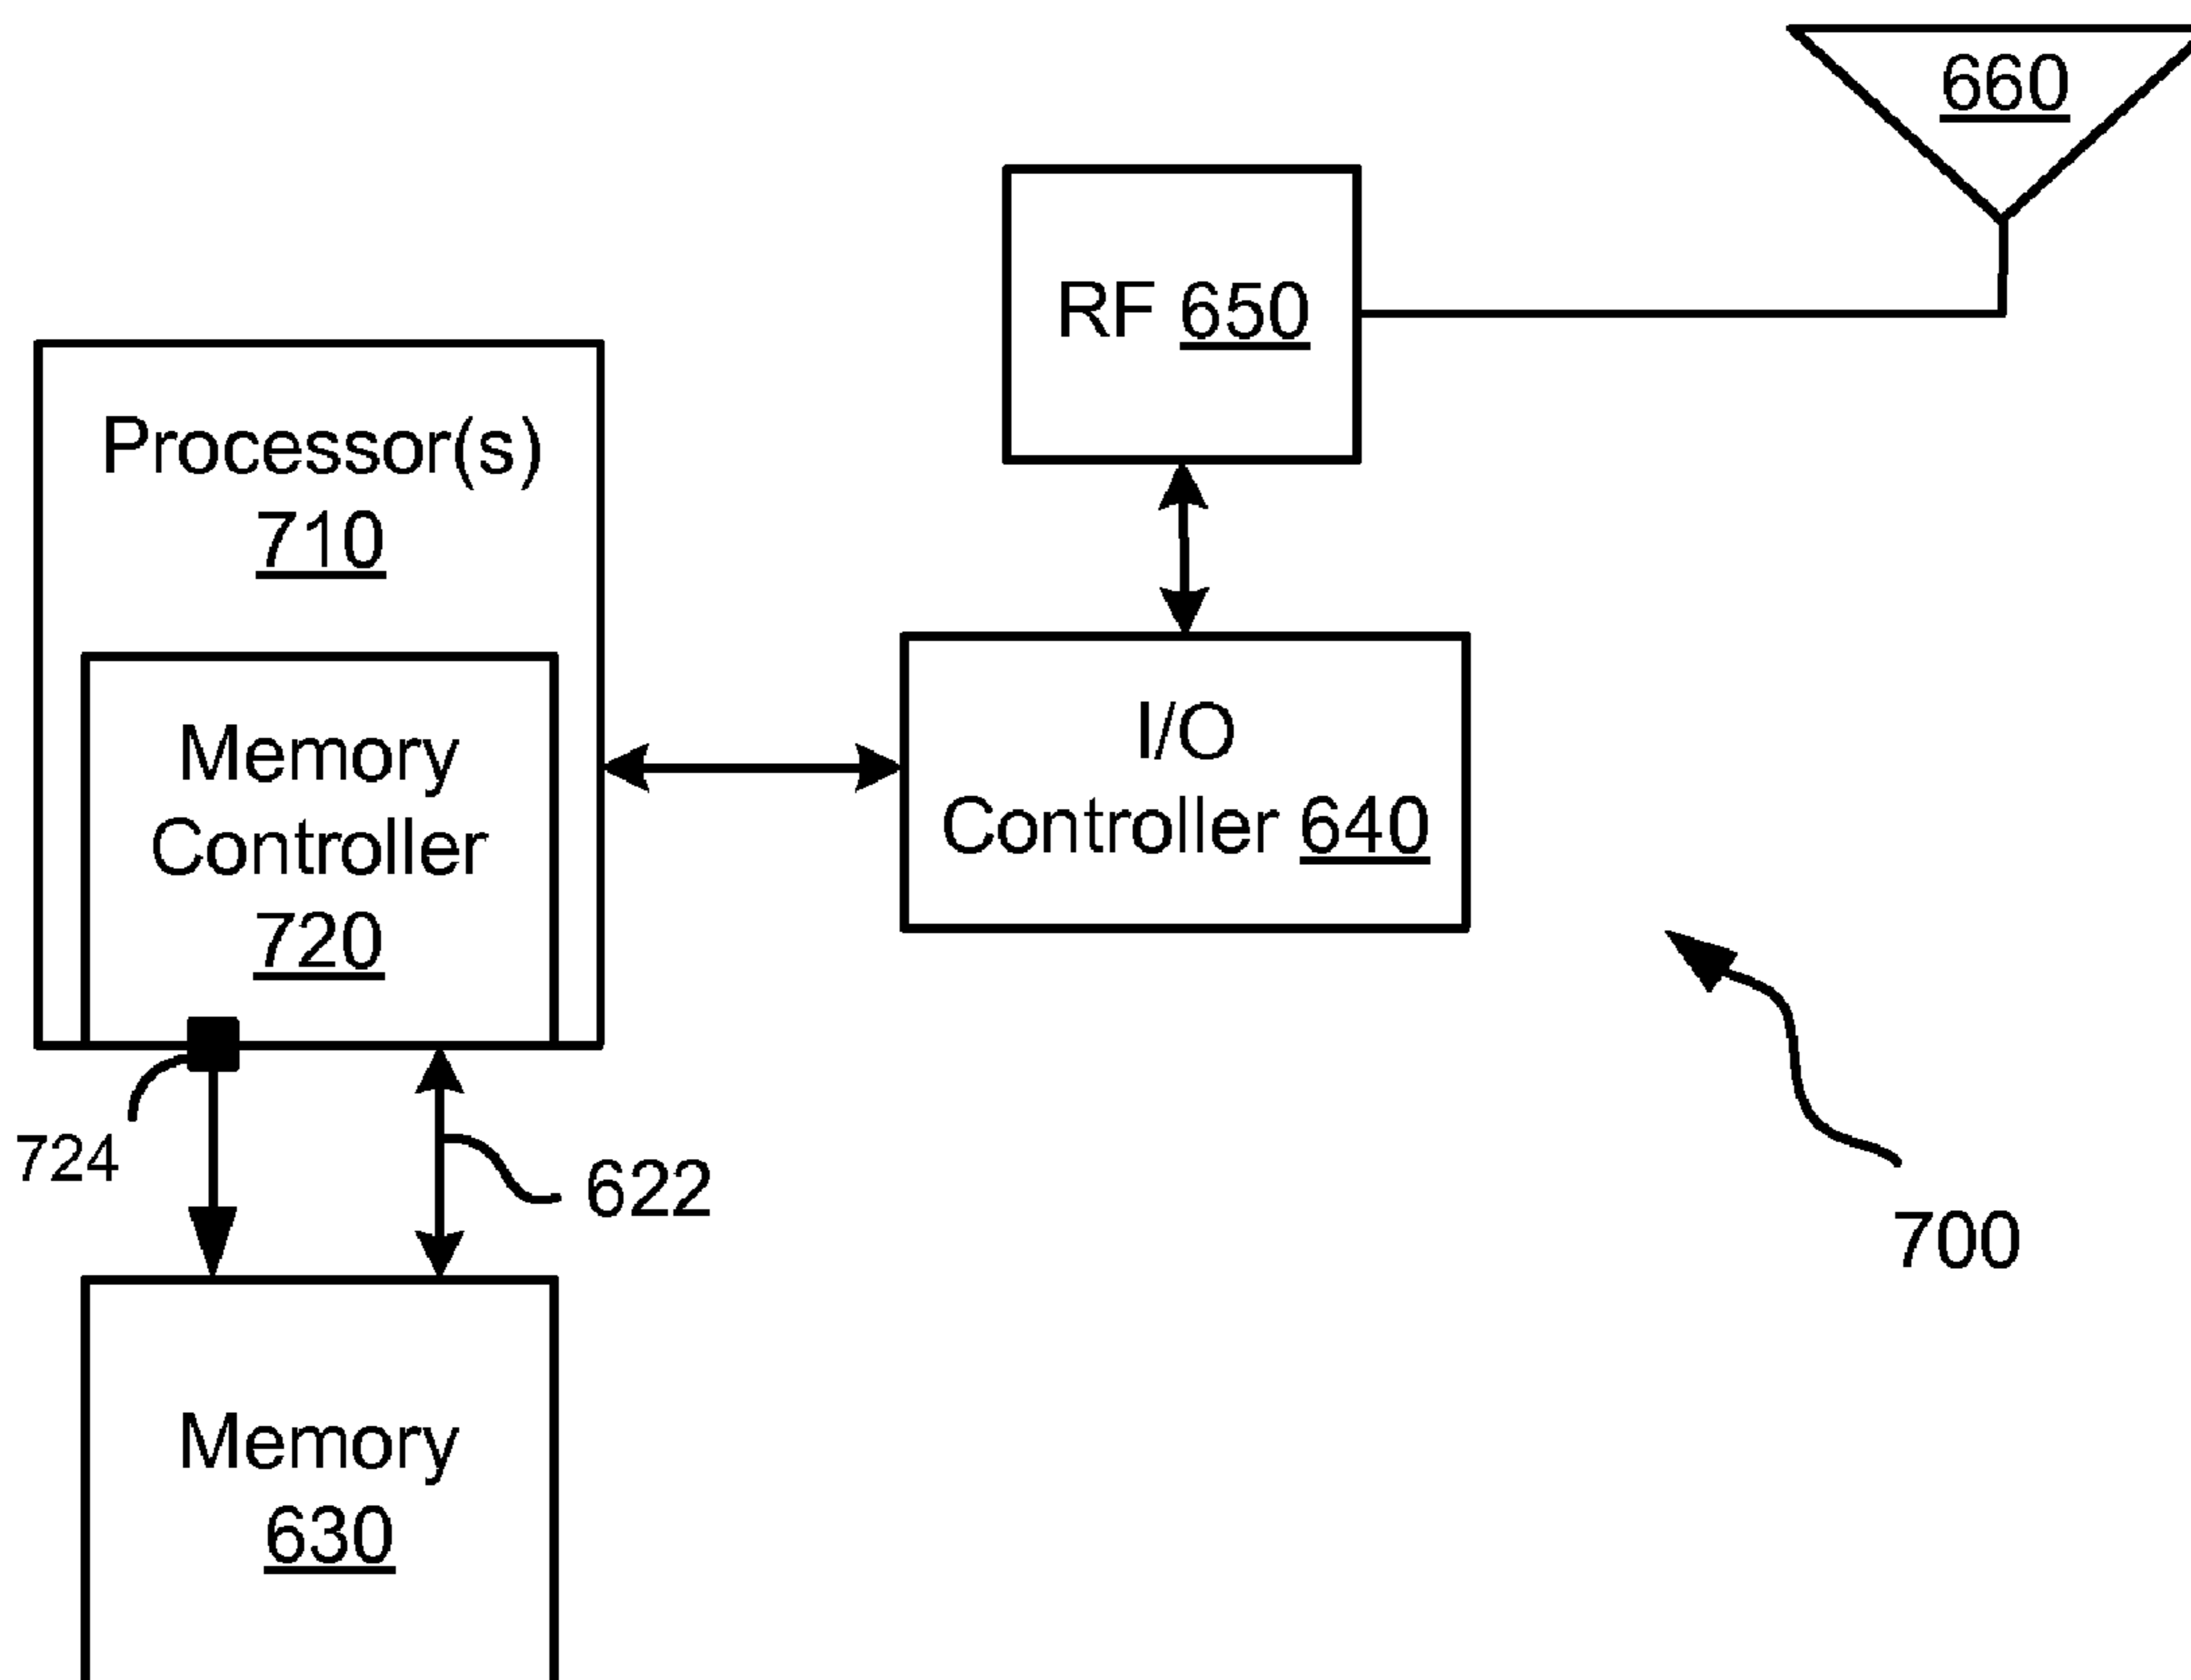 660
RF 650
Processor(s)
710
Memory
Controller
720
I/O
Controller 640
724
622
700
Memory
630